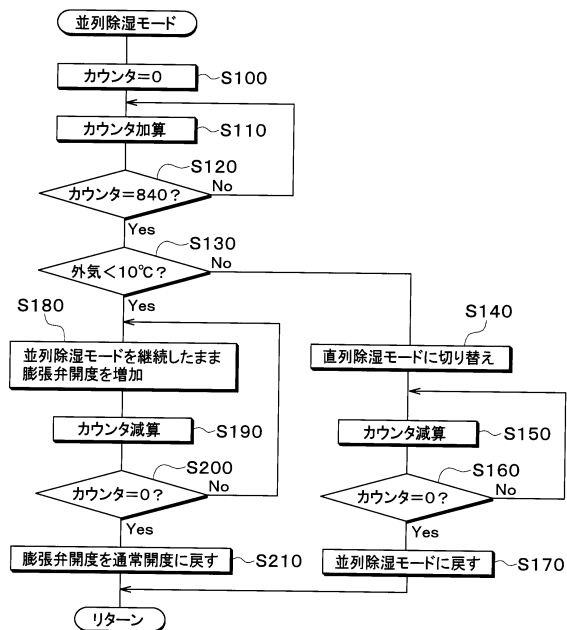 並列除湿モード
カウンタ=0
S100
カウンタ加算
S110
S120
カウンタ=840?
No
Yes
S130
外気<10℃?
No
Yes
S180
並列除湿モードを継続したまま
膨張弁開度を増加
S140
直列除湿モードに切り替え
カウンタ減算
S190
カウンタ減算
S150
S200
カウンタ=0?
No
Yes
S160
カウンタ=0?
No
Yes
膨張弁開度を通常開度に戻す
S210
並列除湿モードに戻す
S170
リターン